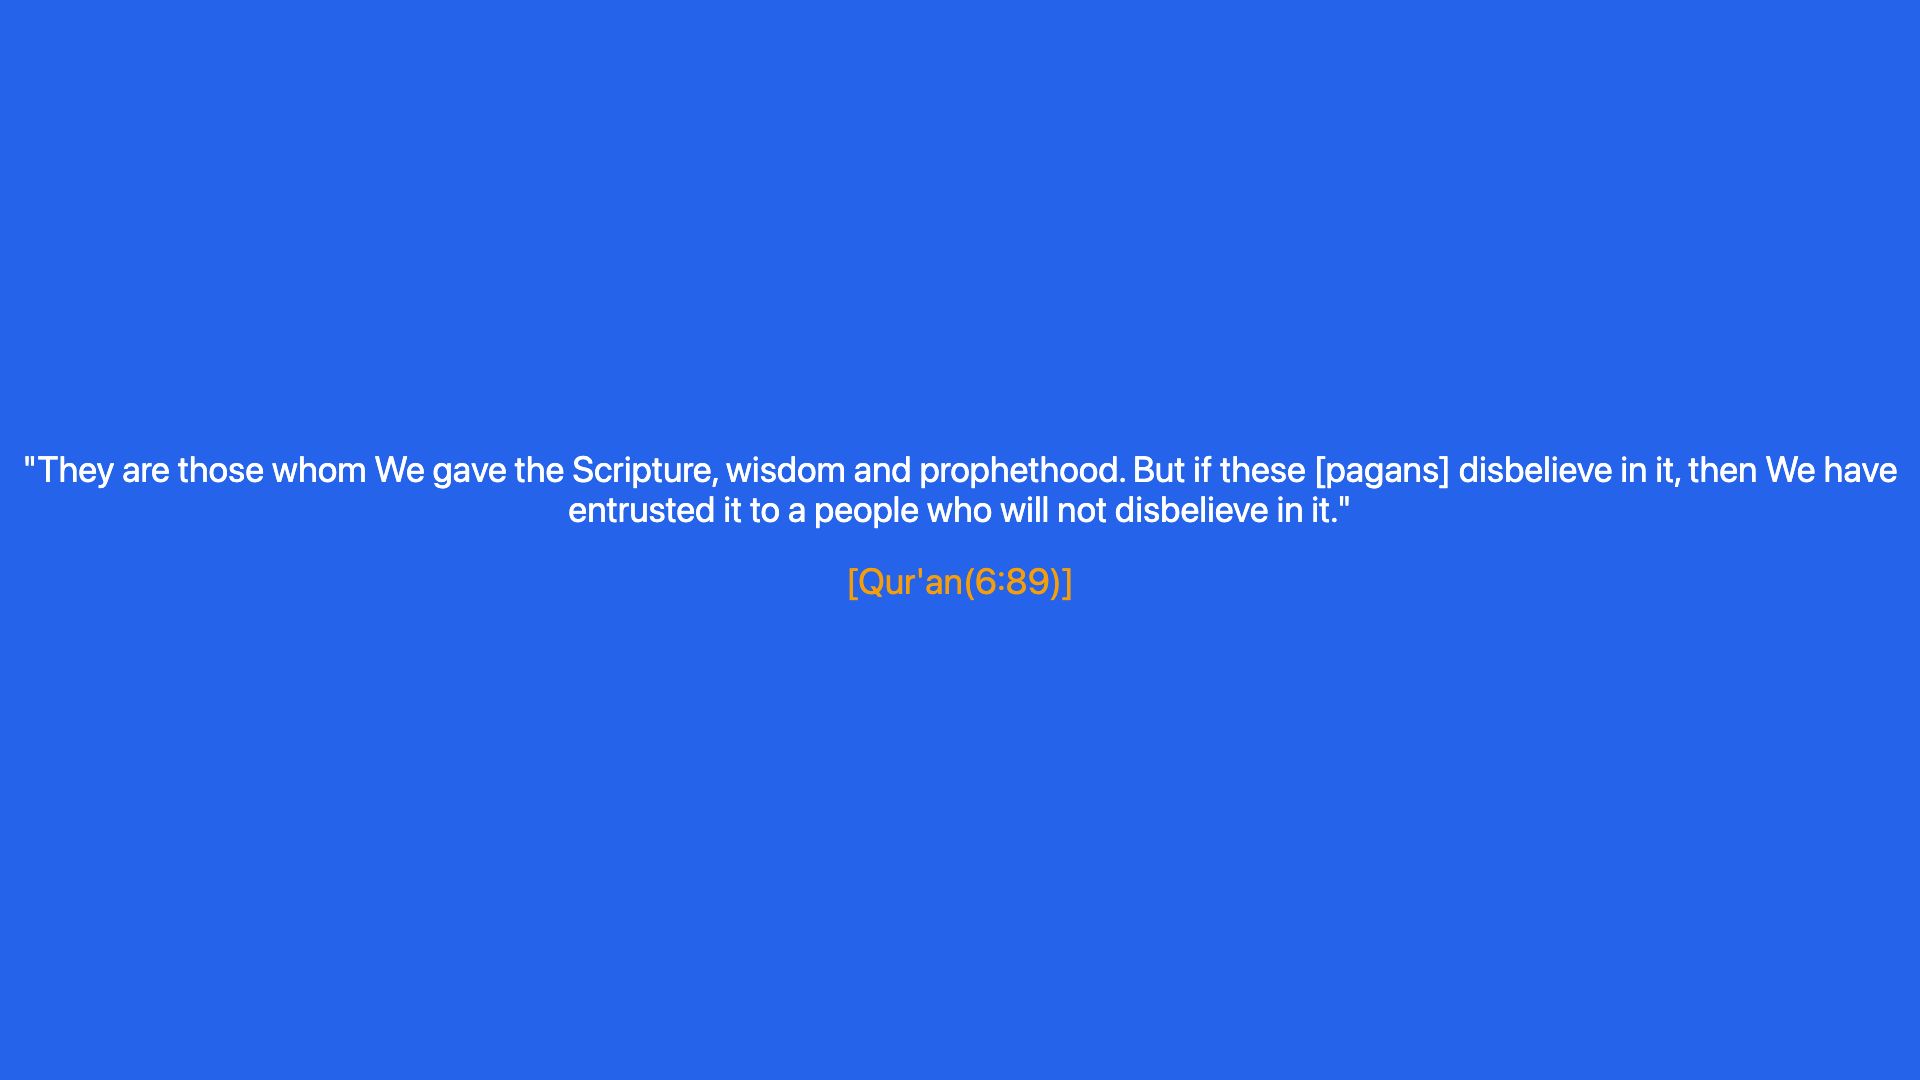 "They are those whom We gave the Scripture, wisdom and prophethood. But if these [pagans] disbelieve in it, then We have
entrusted it to a people who will not disbelieve in it."
[Qur'an(6:89)]